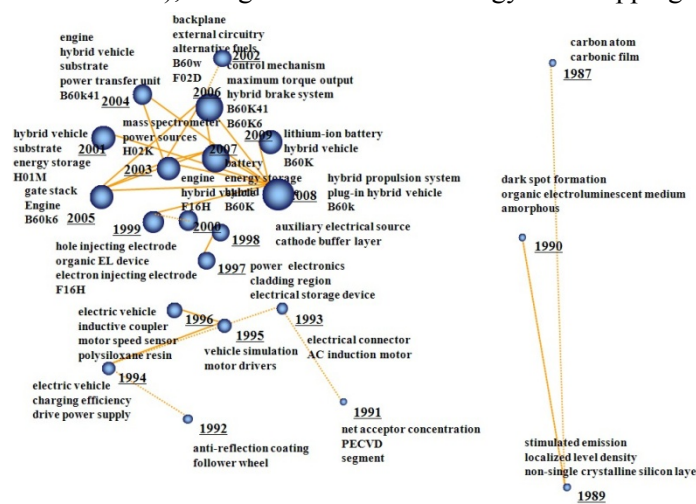 backplane
external circuitry
alternative fuels
B60w
F02D
2002
engine
hybrid vehicle
substrate
power transfer unit
B60k41
2004
control mechanism
maximum torque output
hybrid brake system
B60K41
B60K6
2006
carbon atom
carbonic film
1987
mass spectrometer
power sources
H02K
2003
hybrid vehicle
substrate
energy storage
H01M
2001
2009
lithium-ion battery
hybrid vehicle
B60K
2007
battery
energy storage
B60K
gate stack
Engine
B60k6
2005
engine
hybrid vehicle
F16H
2000
hybrid propulsion system
plug-in hybrid vehicle
B60k
2008
dark spot formation
organic electroluminescent medium
amorphous
1990
1999
hole injecting electrode
organic EL device
electron injecting electrode
F16H
auxiliary electrical source
cathode buffer layer
1998
1997
power electronics
cladding region
electrical storage device
1993
electric vehicle
inductive coupler
motor speed sensor
polysiloxane resin
1996
1995
vehicle simulation
motor drivers
electrical connector
AC induction motor
1994
electric vehicle
charging efficiency
drive power supply
1992
anti-reflection coating
follower wheel
1991
net acceptor concentration
PECVD
segment
stimulated emission
localized level density
non-single crystalline silicon laye
1989